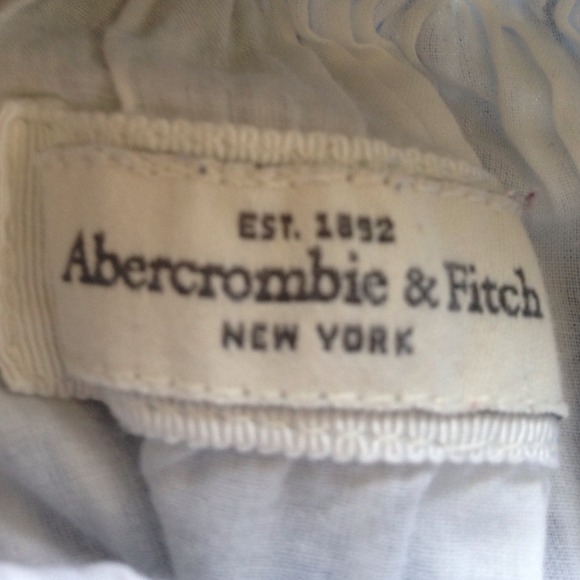 EST. 1892
Abercrombie & Fitch
NEW YORK